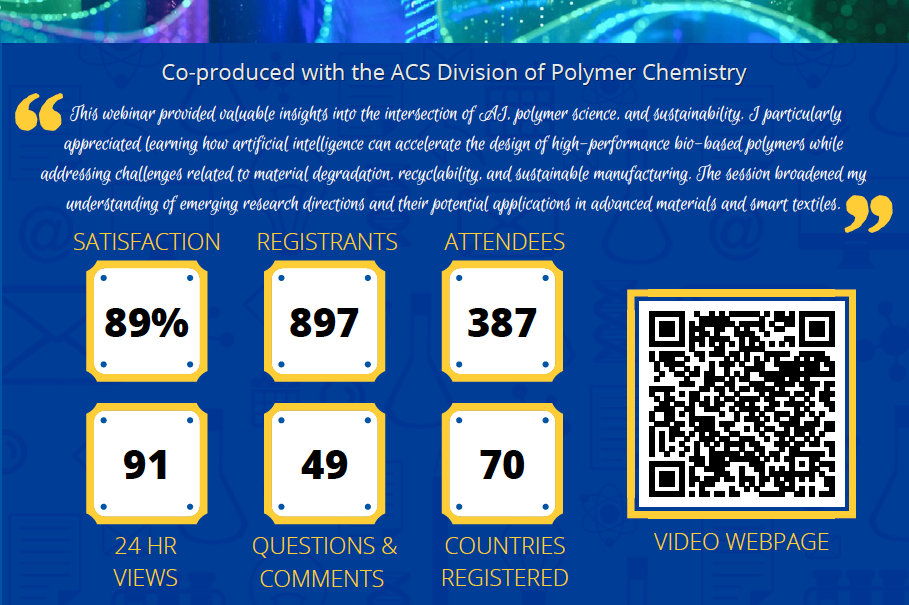 Co-produced with the ACS Division of Polymer Chemistry
“ This webinar provided valuable insights into the intersection of AI, polymer science, and sustainability. I particularly
appreciated learning how artificial intelligence can accelerate the design of high-performance bio-based polymers while
addressing challenges related to material degradation, recyclability, and sustainable manufacturing. The session broadened my
understanding of emerging research directions and their potential applications in advanced materials and smart textiles. ”
SATISFACTION REGISTRANTS ATTENDEES
89% 897 387
91 49 70
24 HR QUESTIONS & COUNTRIES
VIEWS COMMENTS REGISTERED
VIDEO WEBPAGE